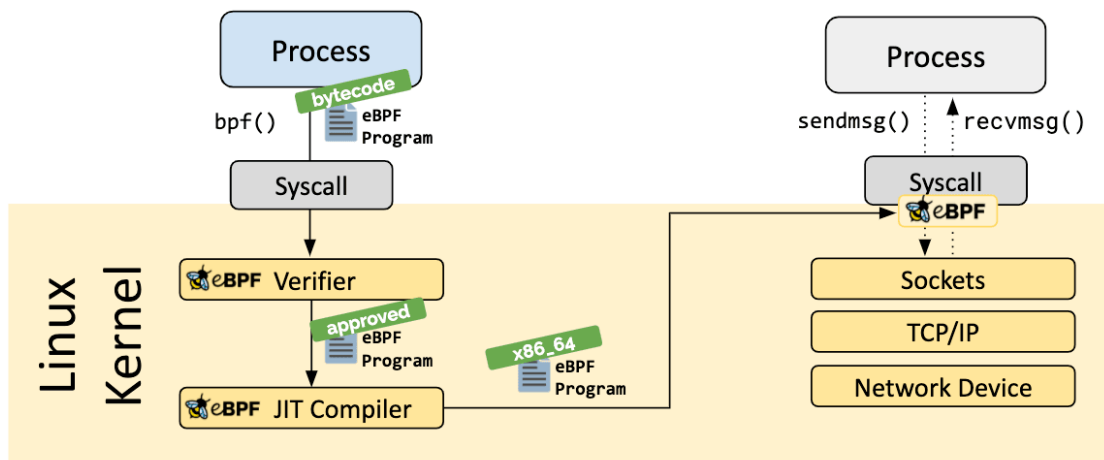 Process
bytecode
eBPF
Program
bpf()
Syscall
Linux
Kernel
eBPF Verifier
approved
eBPF
Program
eBPF JIT Compiler
x86_64
eBPF
Program
Process
sendmsg()
recvmsg()
Syscall
eBPF
Sockets
TCP/IP
Network Device